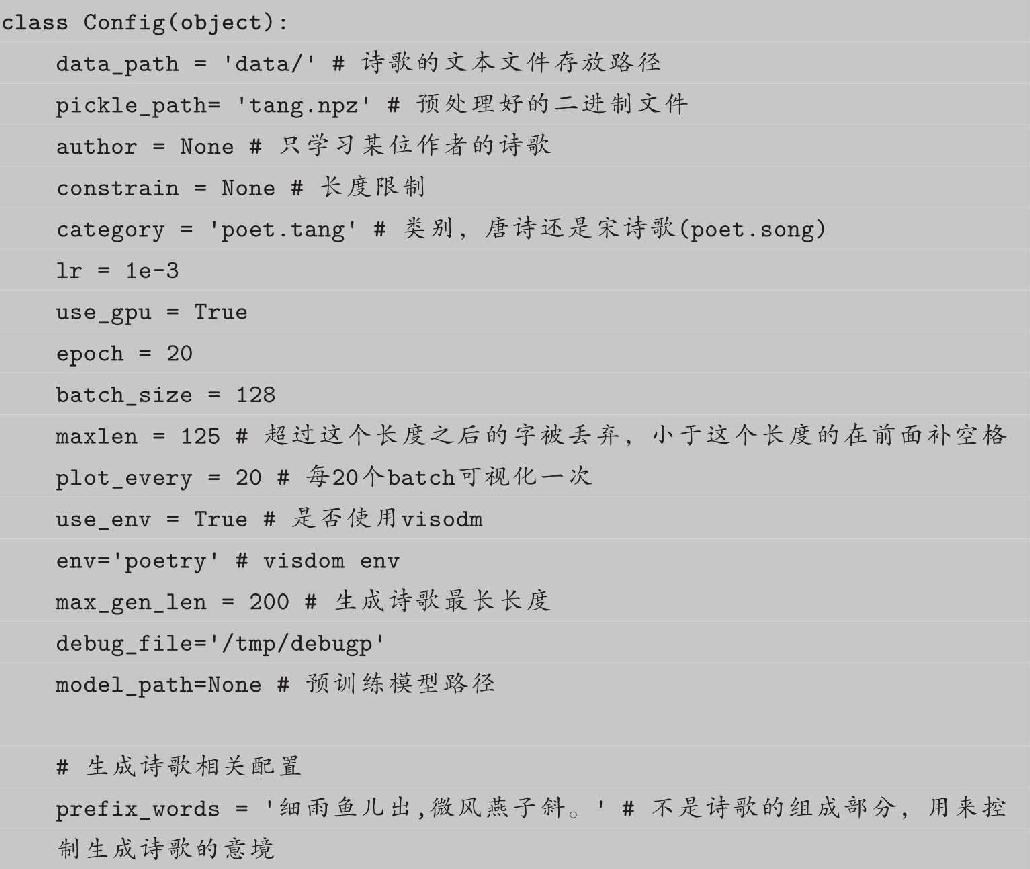 class Config(object):
    data_path = 'data/' # 诗歌的文本文件存放路径
    pickle_path= 'tang.npz' # 预处理好的二进制文件
    author = None # 只学习某位作者的诗歌
    constrain = None # 长度限制
    category = 'poet.tang' # 类别，唐诗还是宋诗歌(poet.song)
    lr = 1e-3
    use_gpu = True
    epoch = 20
    batch_size = 128
    maxlen = 125 # 超过这个长度之后的字被丢弃，小于这个长度的在前面补空格
    plot_every = 20 # 每20个batch可视化一次
    use_env = True # 是否使用visodm
    env='poetry' # visdom env
    max_gen_len = 200 # 生成诗歌最长长度
    debug_file='/tmp/debugp'
    model_path=None # 预训练模型路径

    # 生成诗歌相关配置
    prefix_words = '细雨鱼儿出,微风燕子斜。' # 不是诗歌的组成部分，用来控
    制生成诗歌的意境